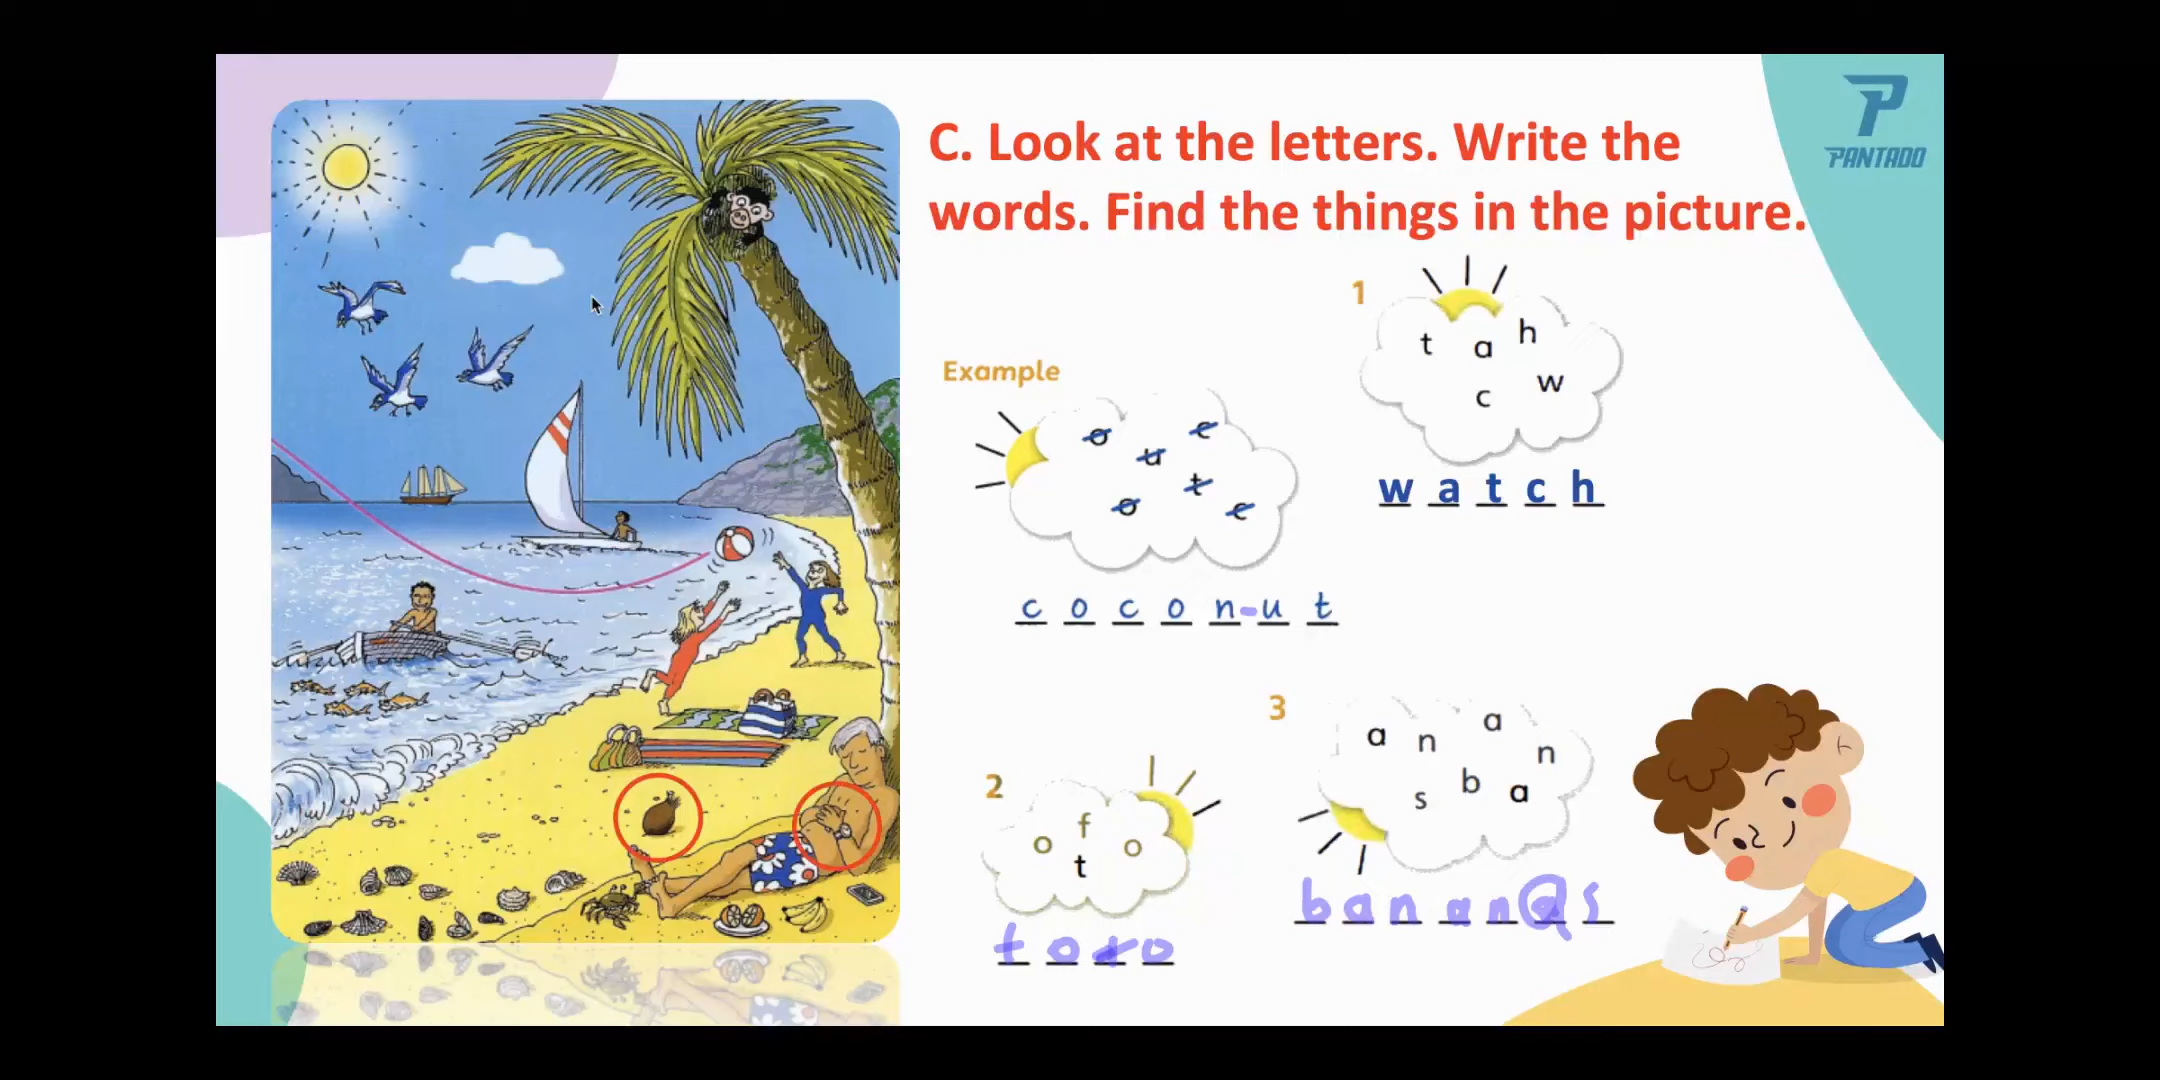 PANTADO
C. Look at the letters. Write the
words. Find the things in the picture.
1
t a h
c w
w a t c h
Example
o u c
o t c
c o c o n u t
2
o f o
t
3
a n a n
s b a
b a n a n a s